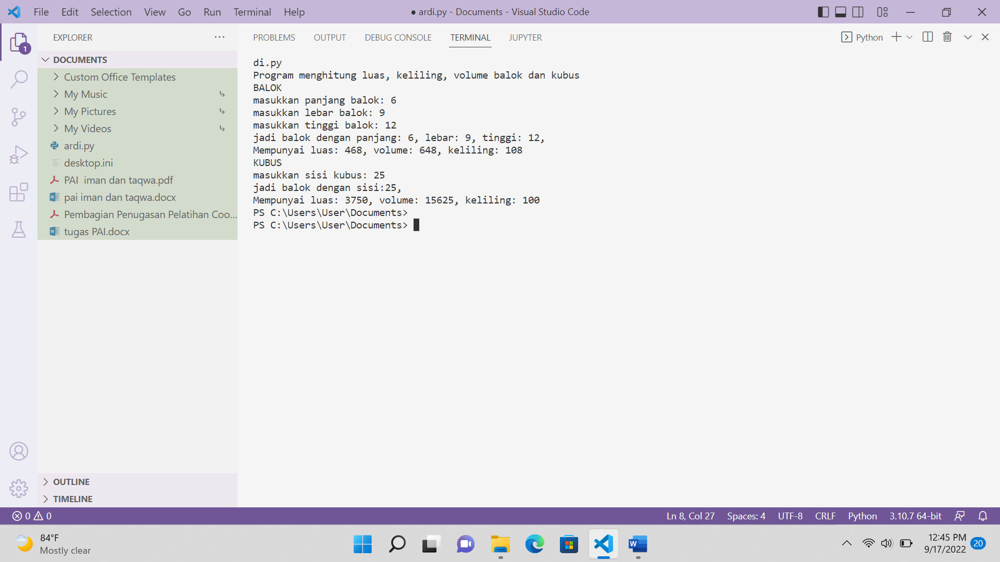 File Edit Selection View Go Run Terminal Help
● ardi.py - Documents - Visual Studio Code
1
EXPLORER
DOCUMENTS
Custom Office Templates
My Music
My Pictures
My Videos
ardi.py
desktop.ini
PAI  iman dan taqwa.pdf
pai iman dan taqwa.docx
Pembagian Penugasan Pelatihan Coo...
tugas PAI.docx
OUTLINE
TIMELINE
PROBLEMS OUTPUT DEBUG CONSOLE TERMINAL JUPYTER
Python
di.py
Program menghitung luas, keliling, volume balok dan kubus
BALOK
masukkan panjang balok: 6
masukkan lebar balok: 9
masukkan tinggi balok: 12
jadi balok dengan panjang: 6, lebar: 9, tinggi: 12,
Mempunyai luas: 468, volume: 648, keliling: 108
KUBUS
masukkan sisi kubus: 25
jadi balok dengan sisi:25,
Mempunyai luas: 3750, volume: 15625, keliling: 100
PS C:\Users\User\Documents>
PS C:\Users\User\Documents>
0 0
Ln 8, Col 27 Spaces: 4 UTF-8 CRLF Python 3.10.7 64-bit
84°F
Mostly clear
W
12:45 PM
9/17/2022
20